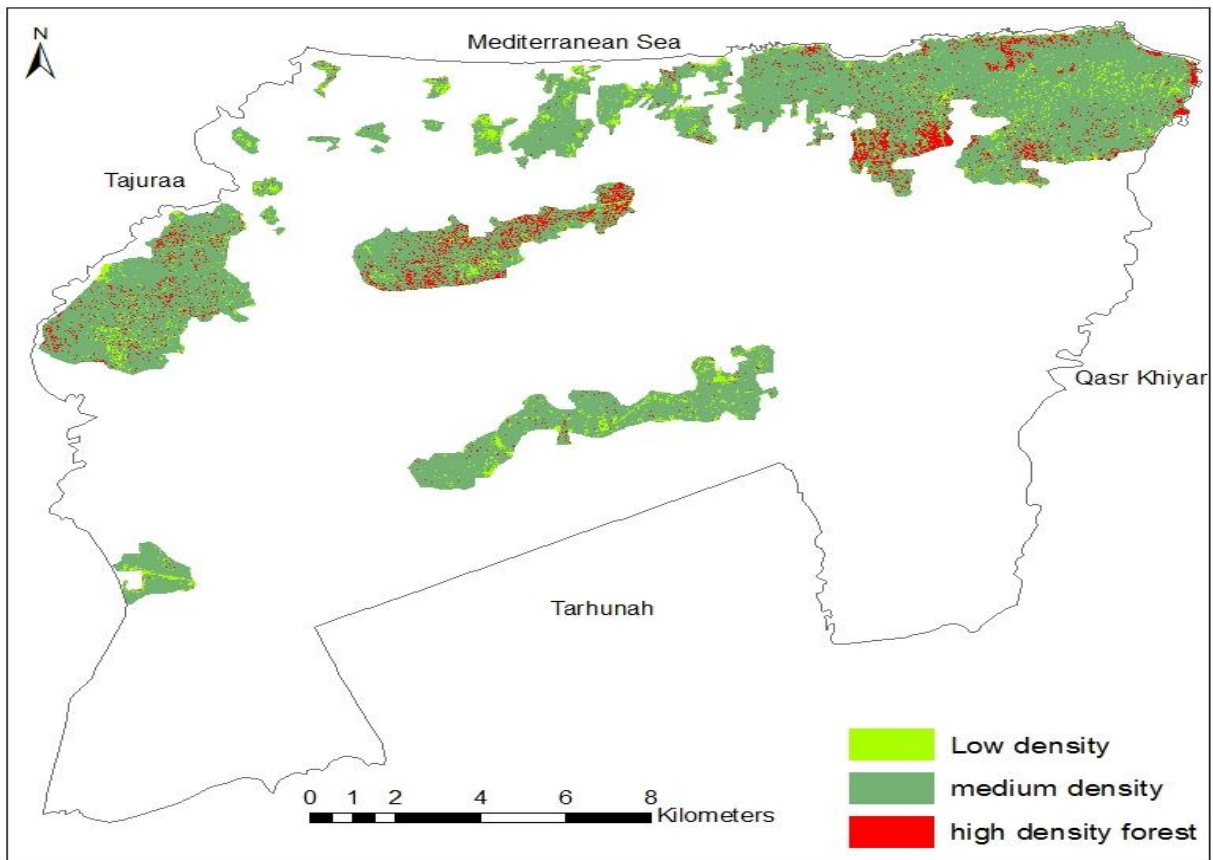 N
Mediterranean Sea
Tajuraa
Qasr Khiyar
Tarhunah
Low density
medium density
high density forest
0 1 2 4 6 8
Kilometers